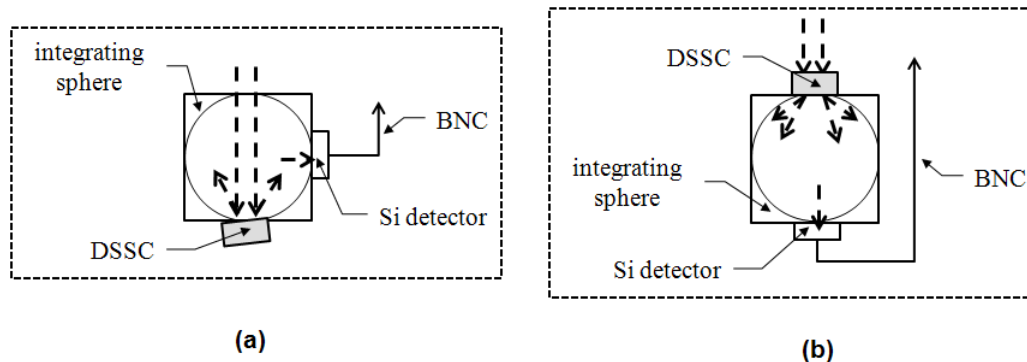 integrating
sphere
BNC
Si detector
DSSC
(a)
DSSC
integrating
sphere
BNC
Si detector
(b)